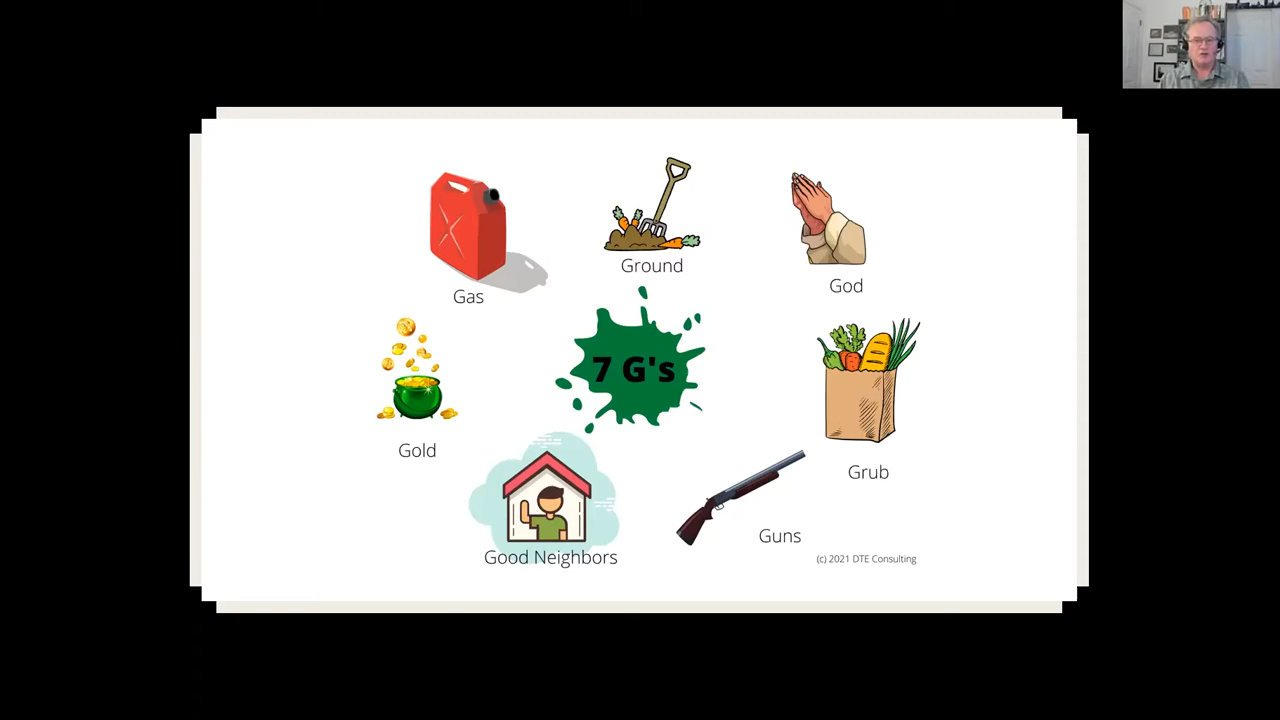 Gas
Ground
God
7 G's
Gold
Grub
Good Neighbors
Guns
(c) 2021 DTE Consulting